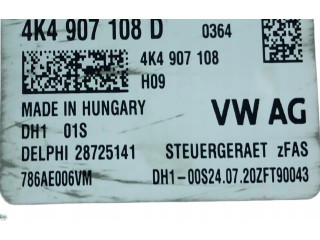 4K4 907 108 D 0364
4K4 907 108
H09
MADE IN HUNGARY VW AG
DH1 01S
DELPHI 28725141 STEUERGERAET zFAS
786AE006VM DH1-00S24.07.20ZFT90043